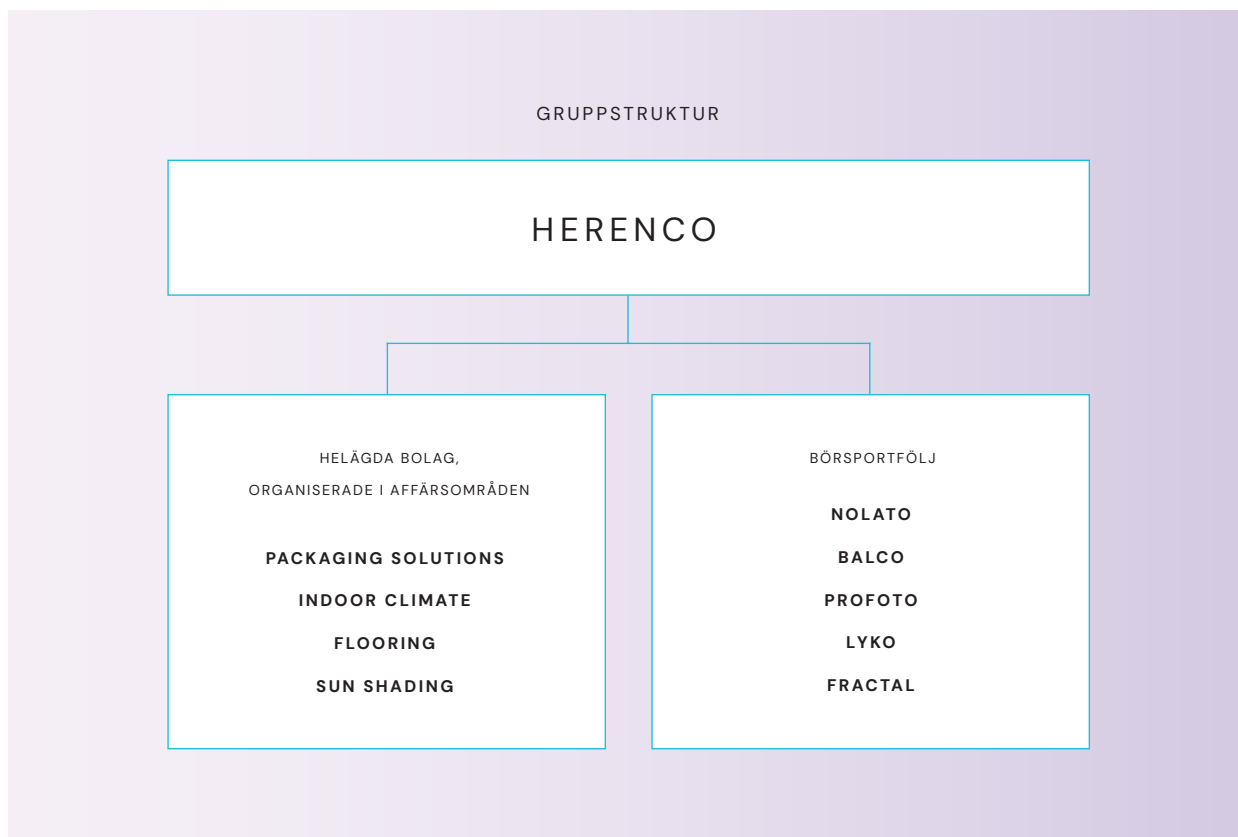 GRUPPSTRUKTUR
HERENCO
HELÄGDA BOLAG,
ORGANISERADE I AFFÄRSOMRÅDEN
PACKAGING SOLUTIONS
INDOOR CLIMATE
FLOORING
SUN SHADING
BÖRSPORTFÖLJ
NOLATO
BALCO
PROFOTO
LYKO
FRACTAL